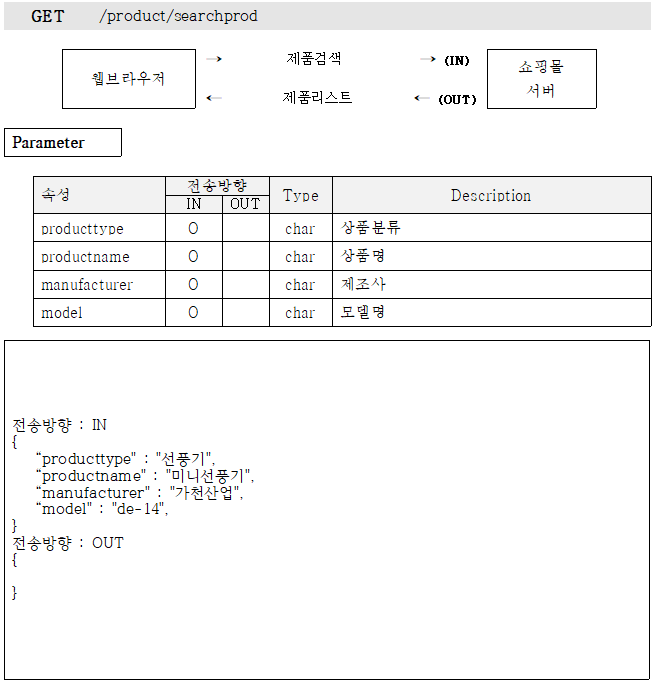 GET /product/searchprod
웹브라우저
제품검색
(IN)
제품리스트
(OUT)
쇼핑몰
서버
Parameter
속성 전송방향 Type Description
IN OUT
producttype O char 상품분류
productname O char 상품명
manufacturer O char 제조사
model O char 모델명
전송방향 : IN
{
“producttype" : "선풍기",
“productname" : "미니선풍기",
“manufacturer" : "가천산업",
“model" : "de-14",
}
전송방향 : OUT
{
}